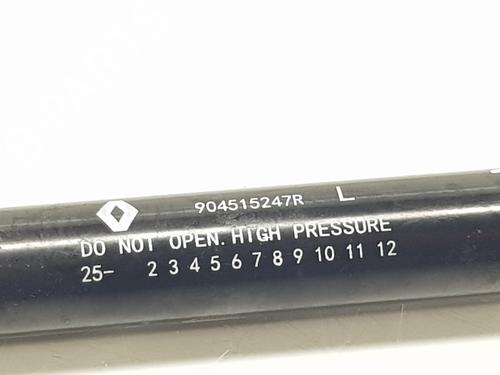 904515247R L
DO NOT OPEN. HIGH PRESSURE
25- 2 3 4 5 6 7 8 9 10 11 12